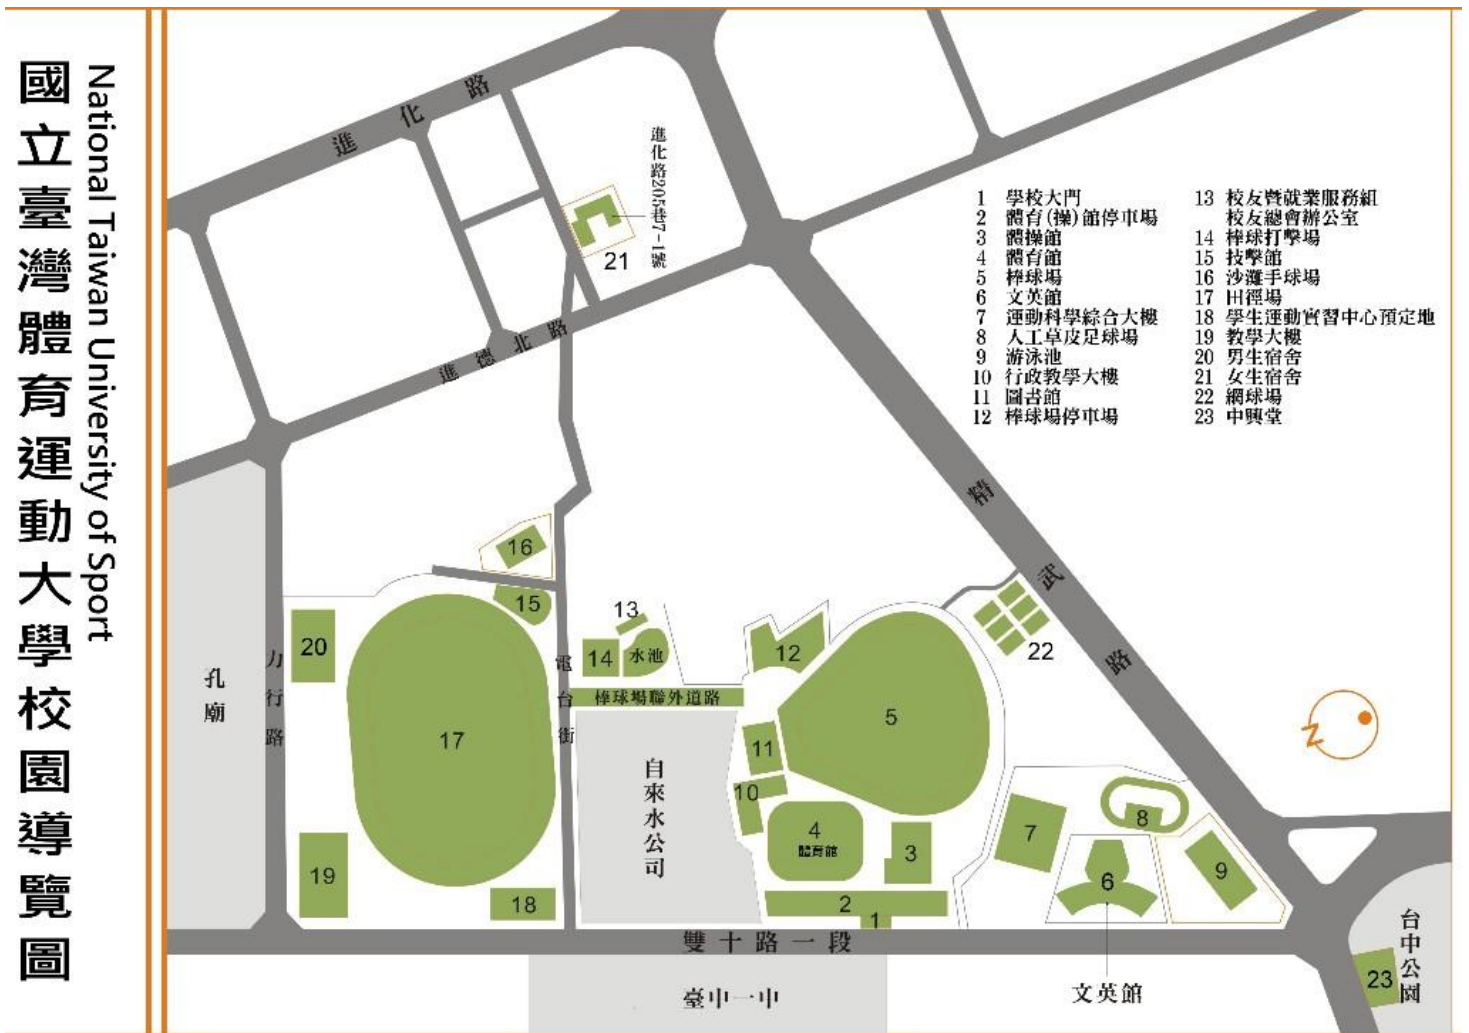 國立臺灣體育運動大學校園導覽圖
National Taiwan University of Sport
進化路
進化路205巷7-1號
21
進德北路
1 學校大門
2 體育(操)館停車場
3 體操館
4 體育館
5 棒球場
6 文英館
7 運動科學綜合大樓
8 人工草皮足球場
9 游泳池
10 行政教學大樓
11 圖書館
12 棒球場停車場
13 校友暨就業服務組
校友總會辦公室
14 棒球打擊場
15 技擊館
16 沙灘手球場
17 田徑場
18 學生運動實習中心預定地
19 教學大樓
20 男生宿舍
21 女生宿舍
22 網球場
23 中興堂
精武路
16
15
13
14
水池
12
22
20
孔廟
力行路
電台街
棒球場聯外道路
17
5
11
自來水公司
10
4
體育館
3
7
8
9
6
19
18
2
1
雙十路一段
臺中一中
文英館
台中公園
23
N